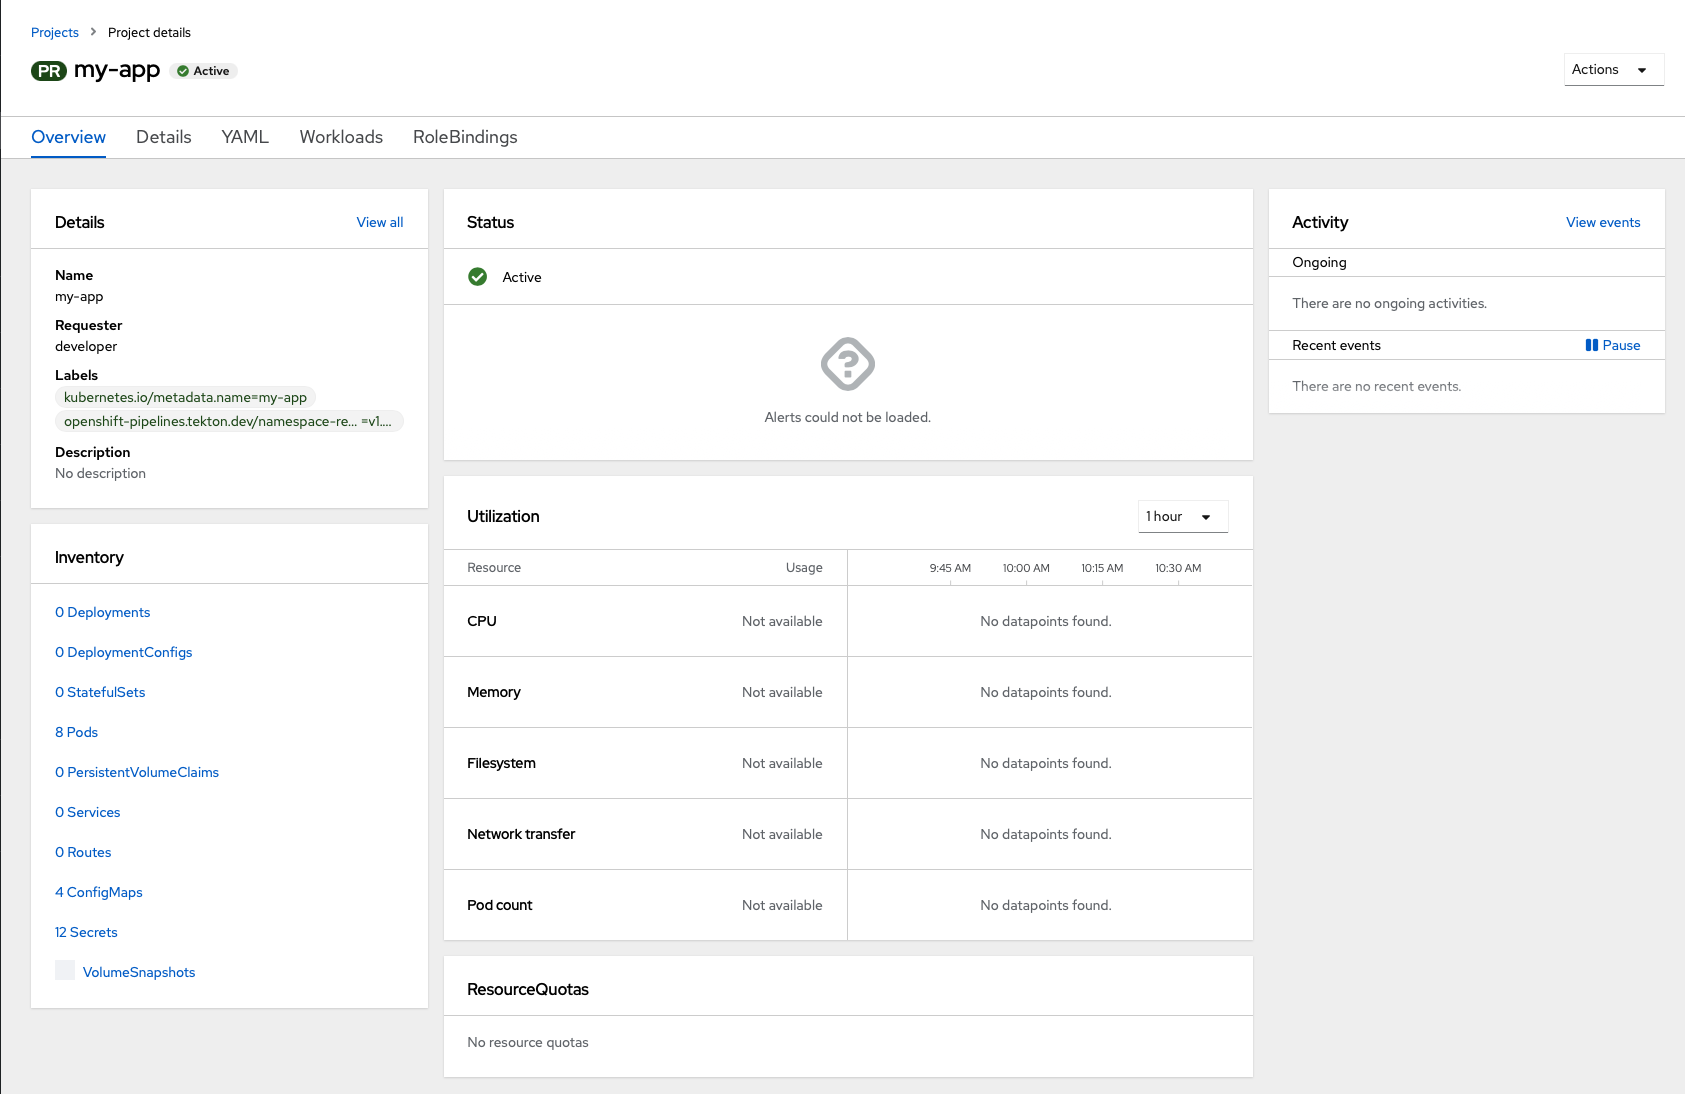 Projects > Project details
PR my-app Active
Actions
Overview Details YAML Workloads RoleBindings
Details View all
Name
my-app
Requester
developer
Labels
kubernetes.io/metadata.name=my-app
openshift-pipelines.tekton.dev/namespace-re... =v1....
Description
No description
Inventory
0 Deployments
0 DeploymentConfigs
0 StatefulSets
8 Pods
0 PersistentVolumeClaims
0 Services
0 Routes
4 ConfigMaps
12 Secrets
VolumeSnapshots
Status
Active
Alerts could not be loaded.
Utilization 1 hour
Resource Usage 9:45 AM 10:00 AM 10:15 AM 10:30 AM
CPU Not available No datapoints found.
Memory Not available No datapoints found.
Filesystem Not available No datapoints found.
Network transfer Not available No datapoints found.
Pod count Not available No datapoints found.
ResourceQuotas
No resource quotas
Activity View events
Ongoing
There are no ongoing activities.
Recent events Pause
There are no recent events.